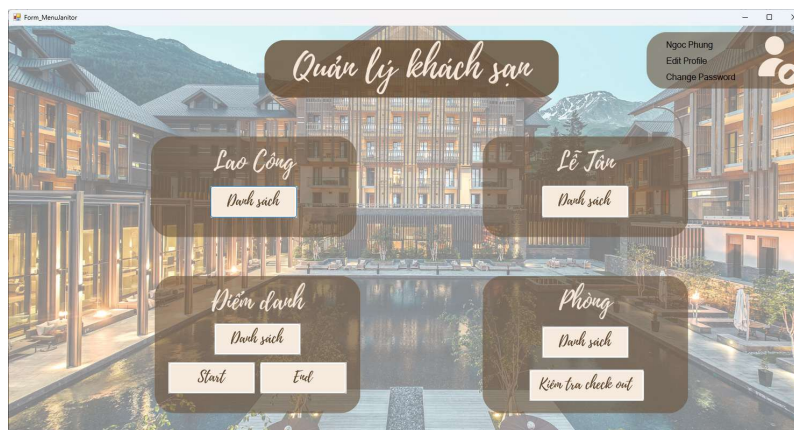 Form_MenuJanitor
Quản lý khách sạn
Ngoc Phung
Edit Profile
Change Password
Lao Công
Danh sách
Lễ Tân
Danh sách
Điểm danh
Danh sách
Start End
Phòng
Danh sách
Kiểm tra check out